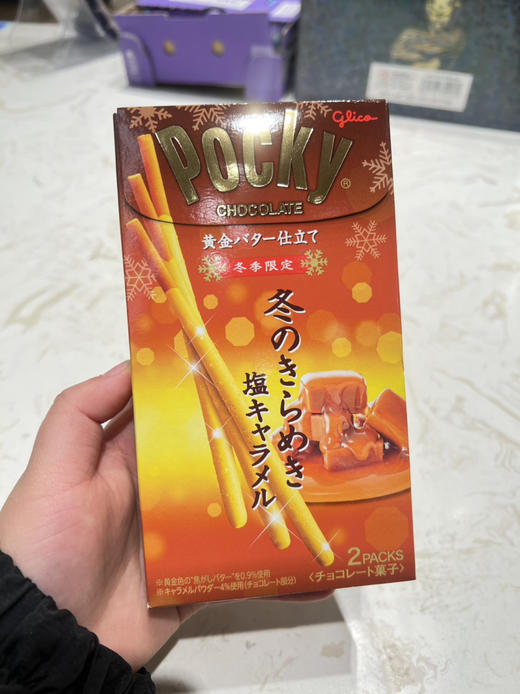 glico
Pocky
®
CHOCOLATE
黄金バター仕立て
冬季限定
冬のきらめき
塩キャラメル
2 PACKS
〈チョコレート菓子〉
※黄金色の"焦がしバター"を0.9%使用
※キャラメルパウダー4%使用(チョコレート部分)